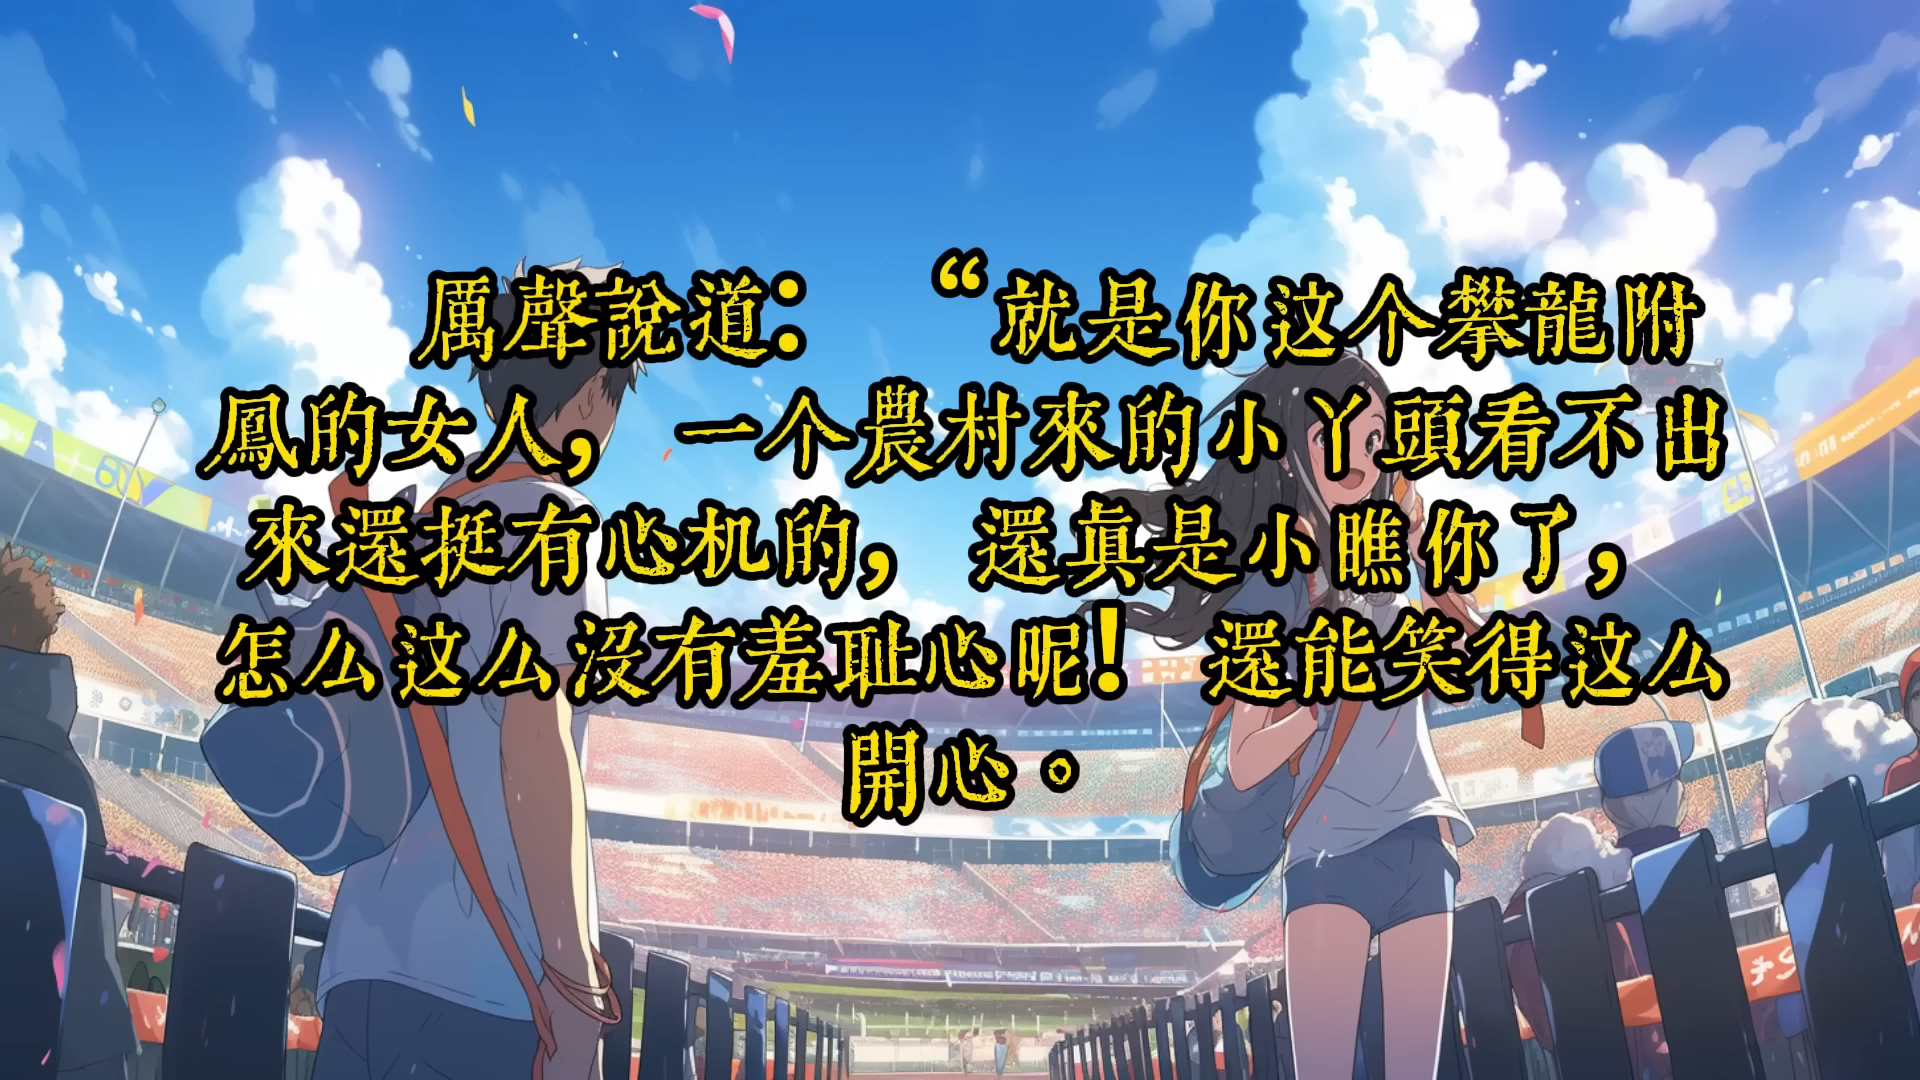 厲聲說道： “就是你这个攀龍附
鳳的女人，一个農村來的小丫頭看不出
來還挺有心机的，還眞是小瞧你了，
怎么这么沒有羞耻心呢！還能笑得这么
開心。